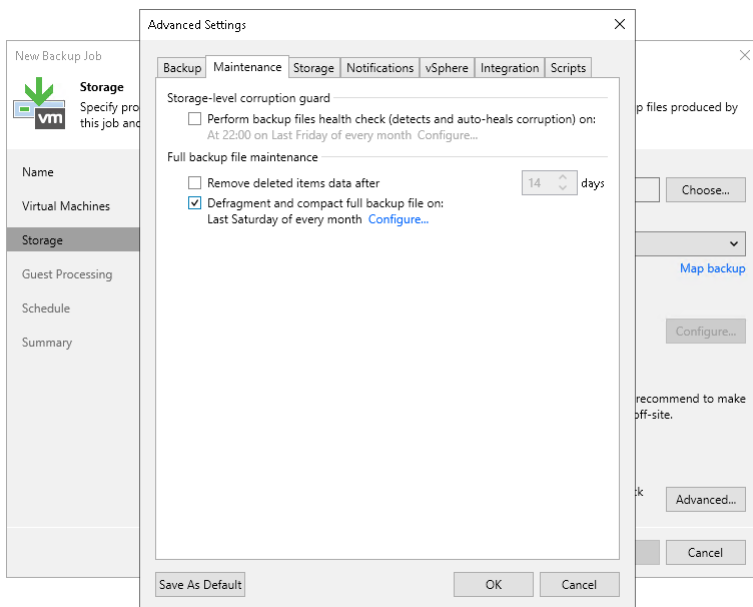 Advanced Settings
New Backup Job
Storage
Specify pro
this job and
p files produced by
vm
Name
Virtual Machines
Storage
Guest Processing
Schedule
Summary
Backup Maintenance Storage Notifications vSphere Integration Scripts
Storage-level corruption guard
Perform backup files health check (detects and auto-heals corruption) on:
At 22:00 on Last Friday of every month Configure...
Full backup file maintenance
Remove deleted items data after 14 days
Defragment and compact full backup file on:
Last Saturday of every month Configure...
Choose...
Map backup
Configure...
recommend to make
off-site.
ck
Advanced...
Cancel
Save As Default OK Cancel